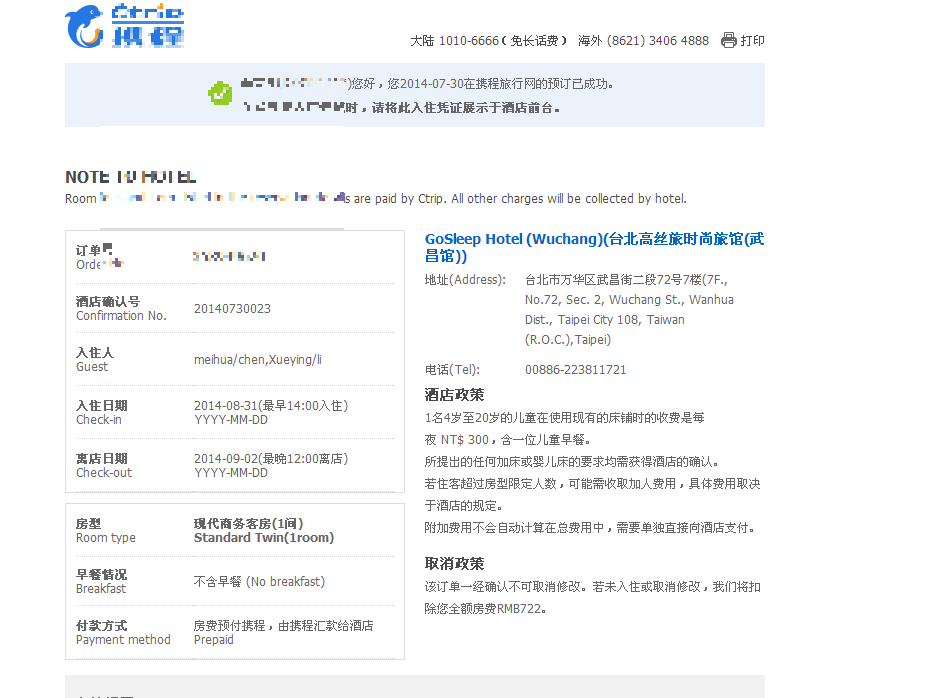 Ctrip
携程
大陆 1010-6666（免长话费） 海外 (8621) 3406 4888 打印
)您好，您2014-07-30在携程旅行网的预订已成功。
时，请将此入住凭证展示于酒店前台。
NOTE TO HOTEL
Room
s are paid by Ctrip. All other charges will be collected by hotel.
订单
酒店确认号
Confirmation No.
20140730023
入住人
Guest
meihua/chen,Xueying/li
入住日期
Check-in
2014-08-31(最早14:00入住)
YYYY-MM-DD
离店日期
Check-out
2014-09-02(最晚12:00离店)
YYYY-MM-DD
房型
Room type
现代商务客房(1间)
Standard Twin(1room)
早餐情况
Breakfast
不含早餐 (No breakfast)
付款方式
Payment method
房费预付携程，由携程汇款给酒店
Prepaid
GoSleep Hotel (Wuchang)(台北高丝旅时尚旅馆(武
昌馆))
地址(Address):
台北市万华区武昌街二段72号7楼(7F.,
No.72, Sec. 2, Wuchang St., Wanhua
Dist., Taipei City 108, Taiwan
(R.O.C.),Taipei)
电话(Tel):
00886-223811721
酒店政策
1名4岁至20岁的儿童在使用现有的床铺时的收费是每
夜 NT$ 300，含一位儿童早餐。
所提出的任何加床或婴儿床的要求均需获得酒店的确认。
若住客超过房型限定人数，可能需收取加人费用，具体费用取决
于酒店的规定。
附加费用不会自动计算在总费用中，需要单独直接向酒店支付。
取消政策
该订单一经确认不可取消修改。若未入住或取消修改，我们将扣
除您全额房费RMB722。